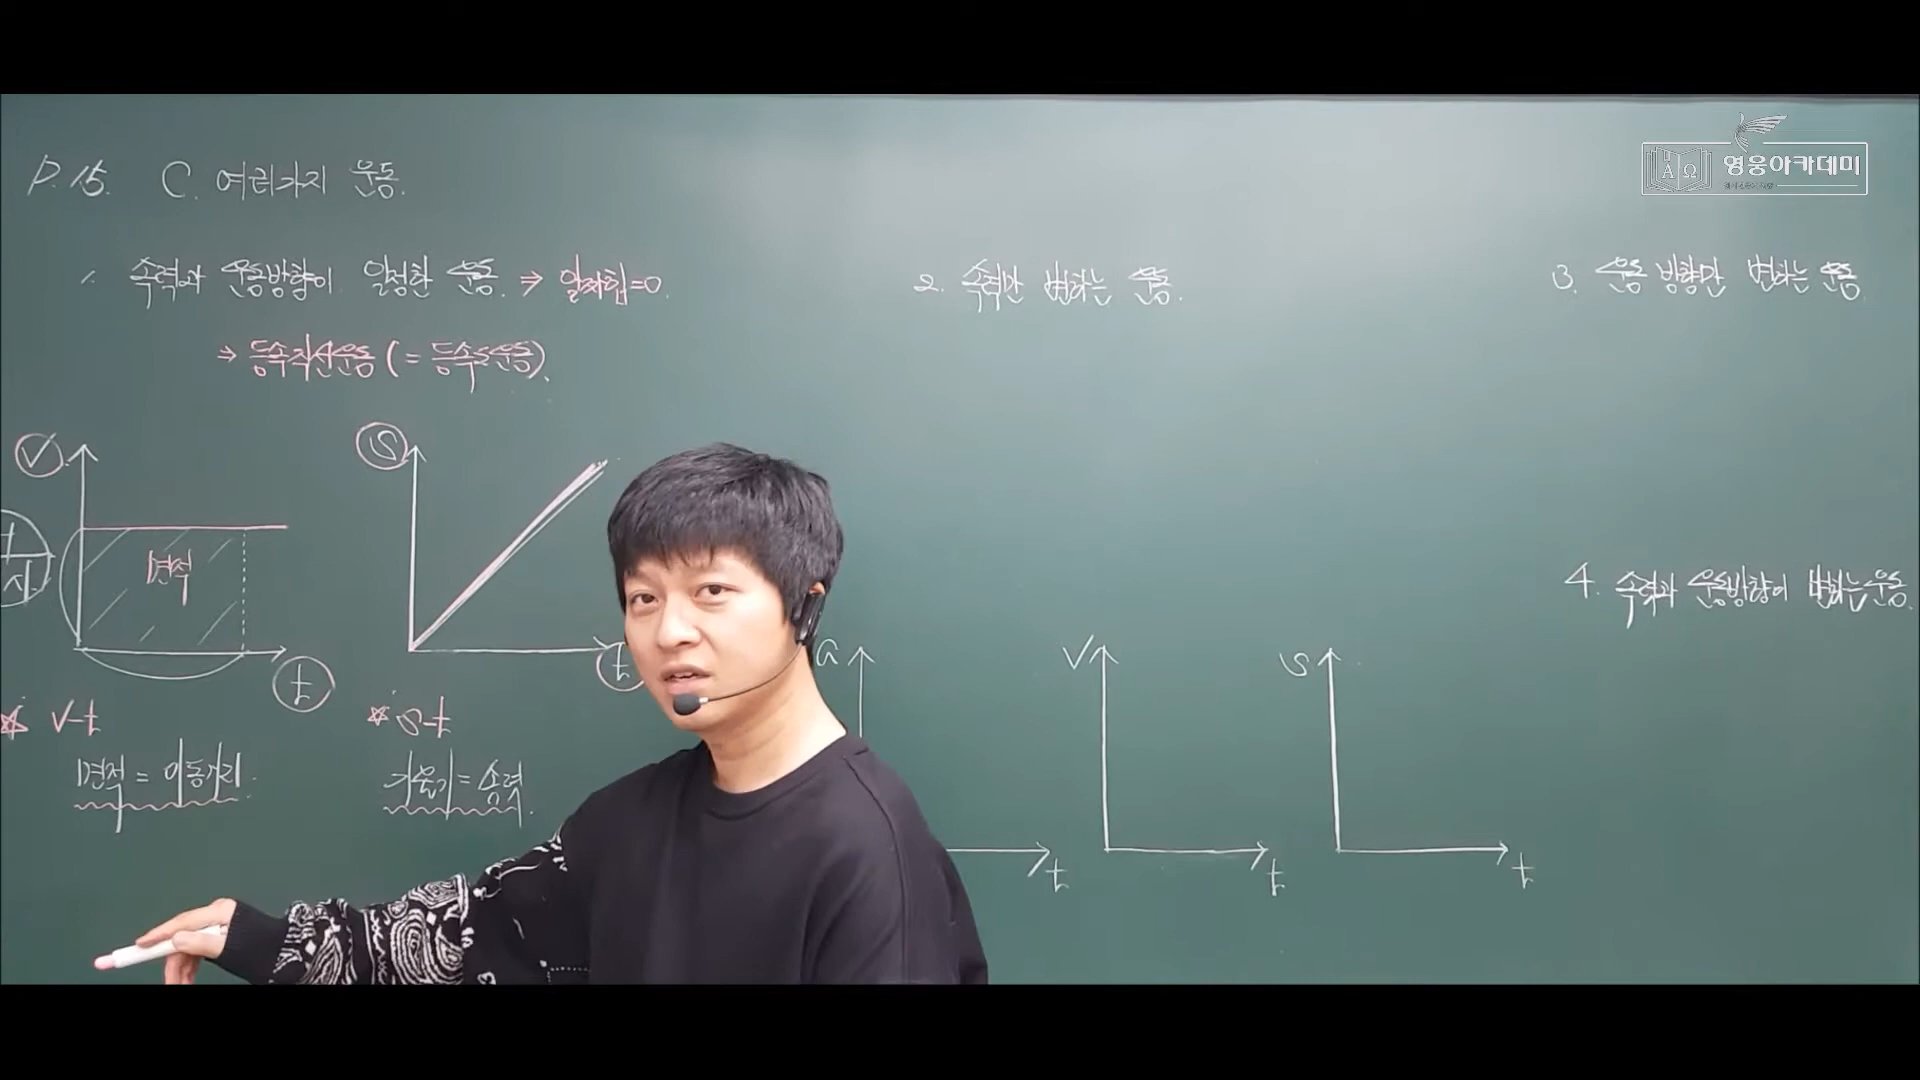 P.15. C. 여러가지 운동.
영웅아카데미
1. 속력과 운동방향이 일정한 운동. ⇒ 알짜힘=0.
⇒ 등속직선운동 (= 등속도운동).
v
t
면적
s
t
☆ v-t
면적 = 이동거리.
☆ s-t
기울기 = 속력.
2. 속력만 변하는 운동.
a
t
v
t
s
t
3. 운동 방향만 변하는 운동.
4. 속력과 운동방향이 변하는 운동.